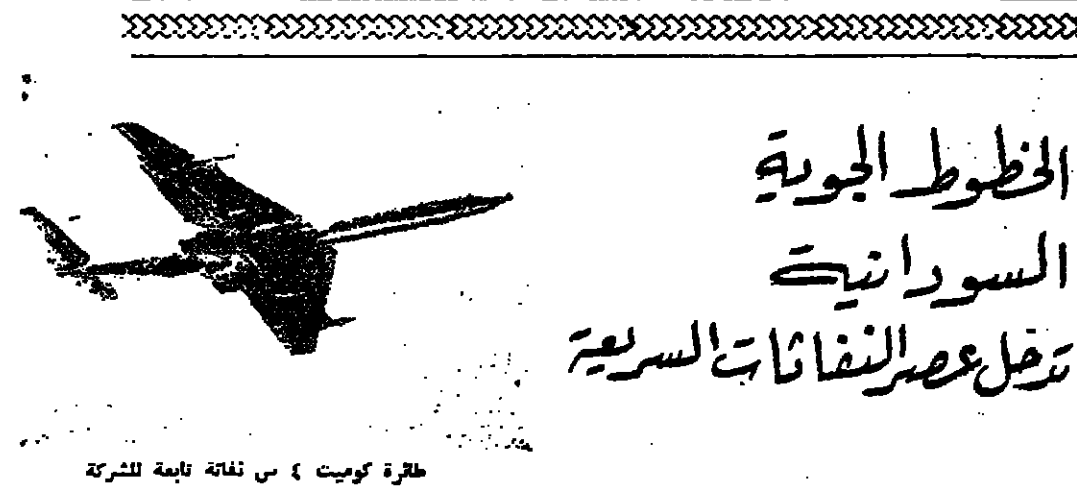 الخطوط الجوية
السودانية
تدخل عصر النفاثات السريعة
طائرة كوميت ٤ سي نفاثة تابعة للشركة